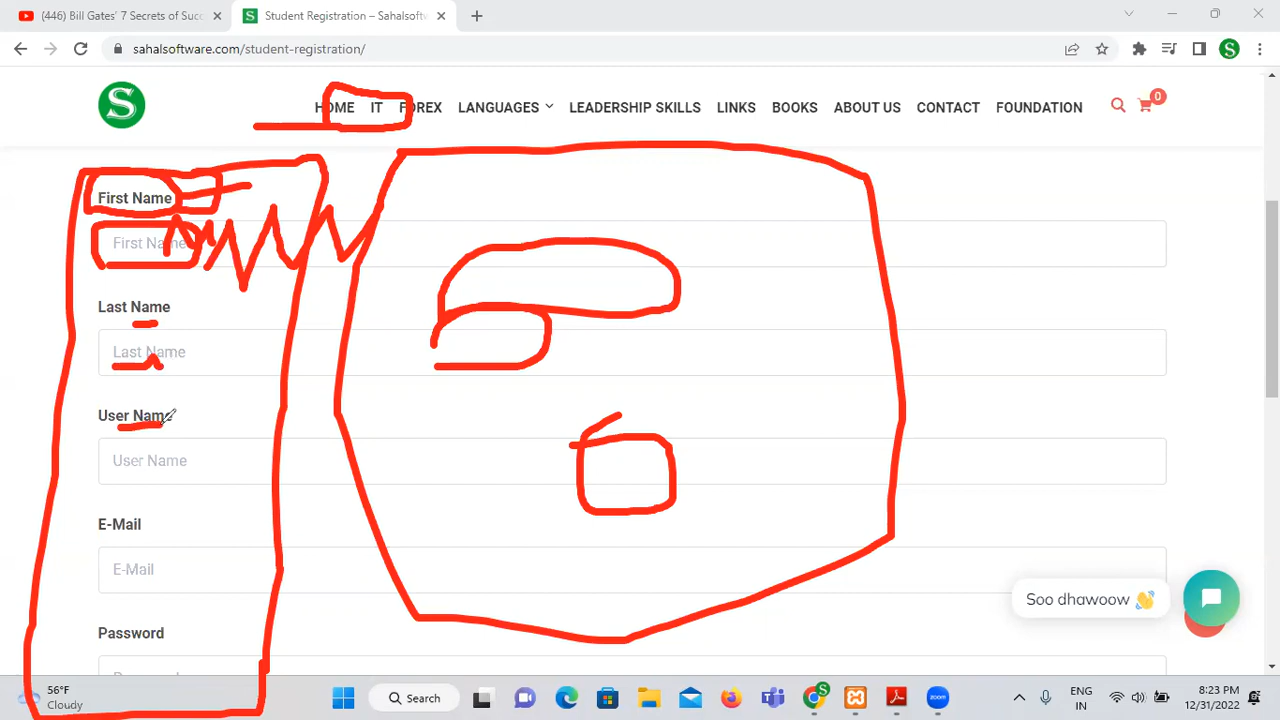 (446) Bill Gates' 7 Secrets of Succ
Student Registration – Sahalsoftw
sahalsoftware.com/student-registration/
S
S
HOME IT FOREX LANGUAGES LEADERSHIP SKILLS LINKS BOOKS ABOUT US CONTACT FOUNDATION
0
First Name
First Name
Last Name
Last Name
User Name
User Name
E-Mail
E-Mail
Soo dhawoow 👋
Password
56°F
Cloudy
Search
zoom
ENG
IN
8:23 PM
12/31/2022